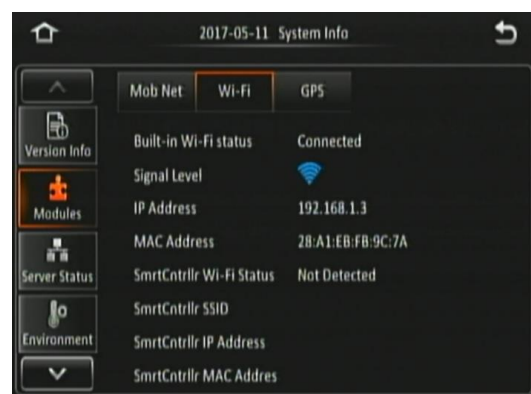 2017-05-11 System Info
Mob Net Wi-Fi GPS
Version Info
Modules
Server Status
Environment
Built-in Wi-Fi status Connected
Signal Level
IP Address 192.168.1.3
MAC Address 28:A1:EB:FB:9C:7A
SmrtCntrllr Wi-Fi Status Not Detected
SmrtCntrllr SSID
SmrtCntrllr IP Address
SmrtCntrllr MAC Addres